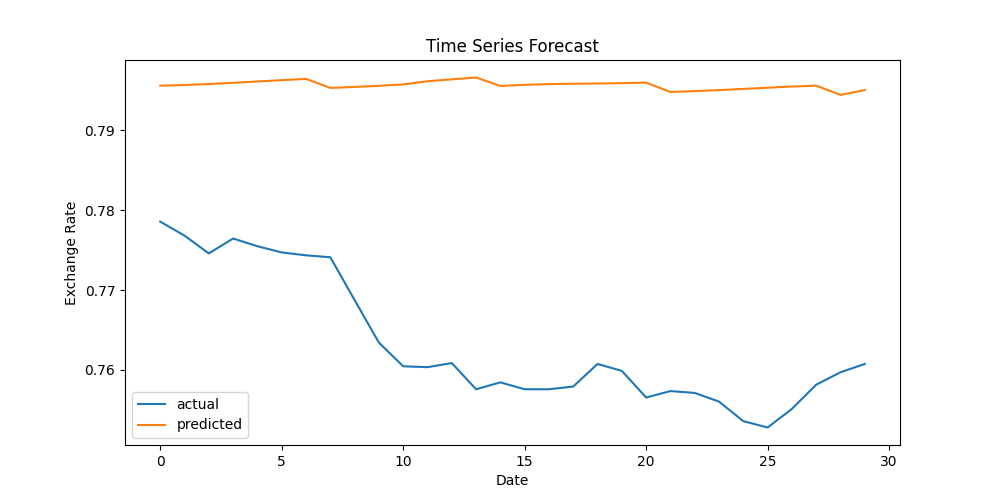 Time Series Forecast
Exchange Rate
0.79
0.78
0.77
0.76
actual
predicted
0 5 10 15 20 25 30
Date